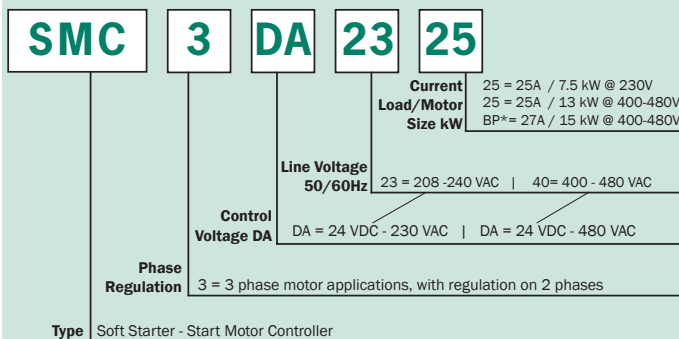 SMC 3 DA 23 25
Current Load/Motor Size kW
25 = 25A / 7.5 kW @ 230V
25 = 25A / 13 kW @ 400-480V
BP*= 27A / 15 kW @ 400-480V
Line Voltage
50/60Hz 23 = 208 -240 VAC | 40= 400 - 480 VAC
Control
Voltage DA DA = 24 VDC - 230 VAC | DA = 24 VDC - 480 VAC
Phase
Regulation 3 = 3 phase motor applications, with regulation on 2 phases
Type Soft Starter - Start Motor Controller